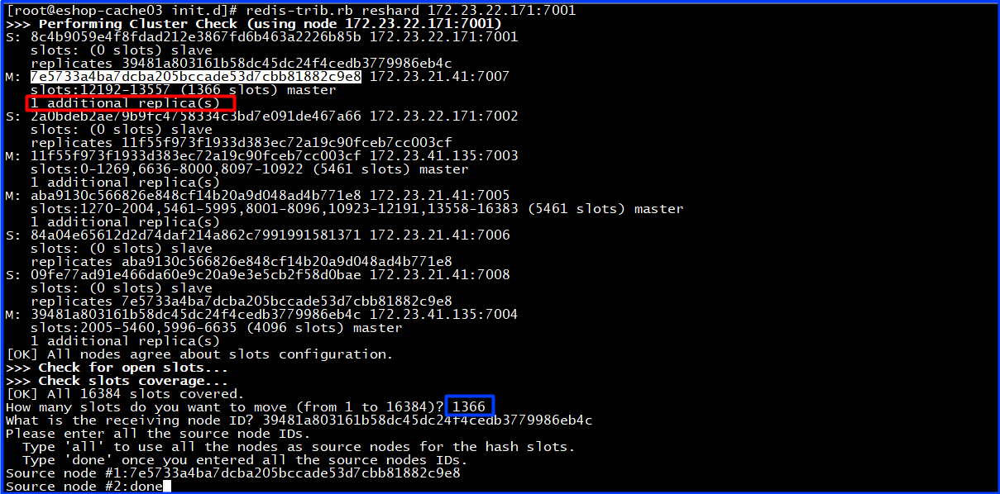 [root@eshop-cache03 init.d]# redis-trib.rb reshard 172.23.22.171:7001
>>> Performing Cluster Check (using node 172.23.22.171:7001)
S: 8c4b9059e4f8fdad212e3867fd6b463a2226b85b 172.23.22.171:7001
   slots: (0 slots) slave
   replicates 39481a803161b58dc45dc24f4cedb3779986eb4c
M: 7e5733a4ba7dcba205bccade53d7cbb81882c9e8 172.23.21.41:7007
   slots:12192-13557 (1366 slots) master
   1 additional replica(s)
S: 2a0bdeb2ae79b9fc4758334c3bd7e091de467a66 172.23.22.171:7002
   slots: (0 slots) slave
   replicates 11f55f973f1933d383ec72a19c90fceb7cc003cf
M: 11f55f973f1933d383ec72a19c90fceb7cc003cf 172.23.41.135:7003
   slots:0-1269,6636-8000,8097-10922 (5461 slots) master
   1 additional replica(s)
M: aba9130c566826e848cf14b20a9d048ad4b771e8 172.23.21.41:7005
   slots:1270-2004,5461-5995,8001-8096,10923-12191,13558-16383 (5461 slots) master
   1 additional replica(s)
S: 84a04e65612d2d74daf214a862c7991991581371 172.23.21.41:7006
   slots: (0 slots) slave
   replicates aba9130c566826e848cf14b20a9d048ad4b771e8
S: 09fe77ad91e466da60e9c20a9e3e5cb2f58d0bae 172.23.21.41:7008
   slots: (0 slots) slave
   replicates 7e5733a4ba7dcba205bccade53d7cbb81882c9e8
M: 39481a803161b58dc45dc24f4cedb3779986eb4c 172.23.41.135:7004
   slots:2005-5460,5996-6635 (4096 slots) master
   1 additional replica(s)
[OK] All nodes agree about slots configuration.
>>> Check for open slots...
>>> Check slots coverage...
[OK] All 16384 slots covered.
How many slots do you want to move (from 1 to 16384)? 1366
What is the receiving node ID? 39481a803161b58dc45dc24f4cedb3779986eb4c
Please enter all the source node IDs.
  Type 'all' to use all the nodes as source nodes for the hash slots.
  Type 'done' once you entered all the source nodes IDs.
Source node #1:7e5733a4ba7dcba205bccade53d7cbb81882c9e8
Source node #2:done